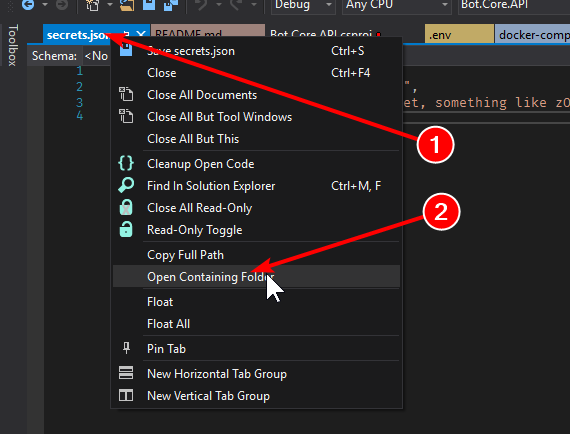 Debug
Any CPU
Bot.Core.API
Toolbox
secrets.json
README.md
Bot.Core.API.csproj
.env
docker-comp
Schema: <No
1
2 ",
3 et, something like zO
4
Save secrets.json Ctrl+S
Close Ctrl+F4
Close All Documents
Close All But Tool Windows
Close All But This
Cleanup Open Code
Find In Solution Explorer Ctrl+M, F
Close All Read-Only
Read-Only Toggle
Copy Full Path
Open Containing Folder
Float
Float All
Pin Tab
New Horizontal Tab Group
New Vertical Tab Group
1
2